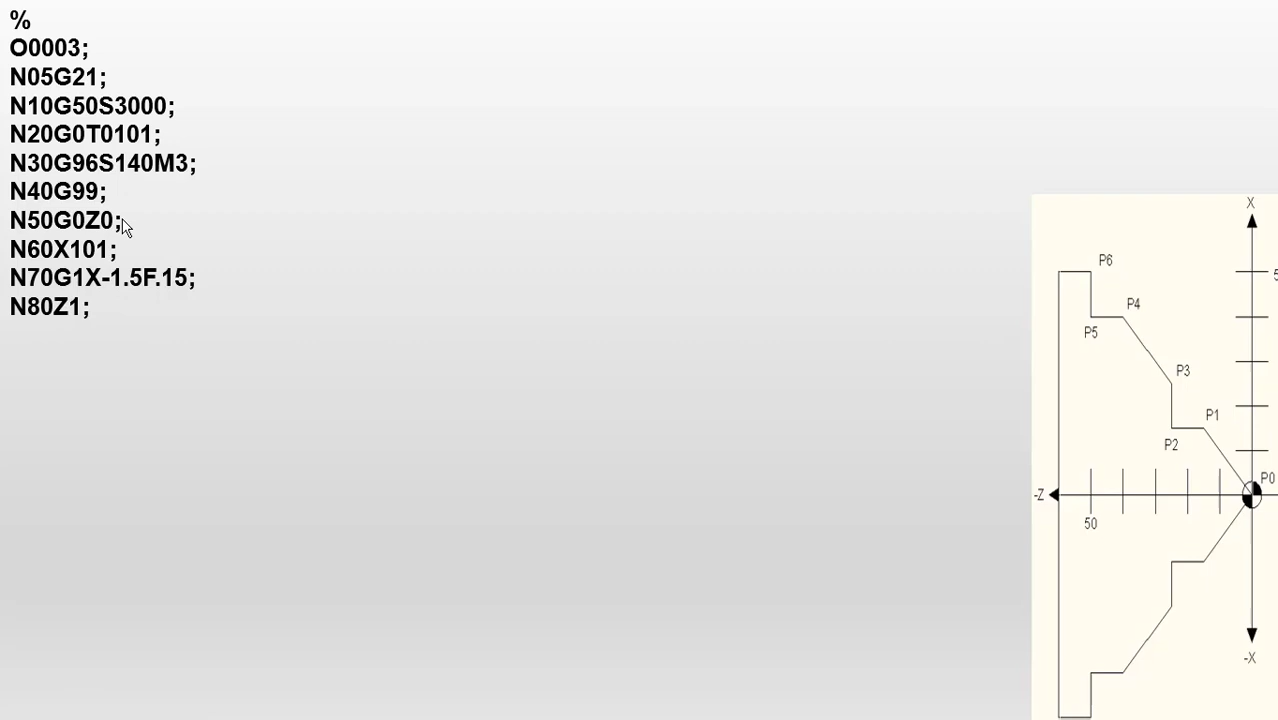 %
O0003;
N05G21;
N10G50S3000;
N20G0T0101;
N30G96S140M3;
N40G99;
N50G0Z0;
N60X101;
N70G1X-1.5F.15;
N80Z1;
X
P6
5
P4
P5
P3
P1
P2
P0
-Z
50
-X